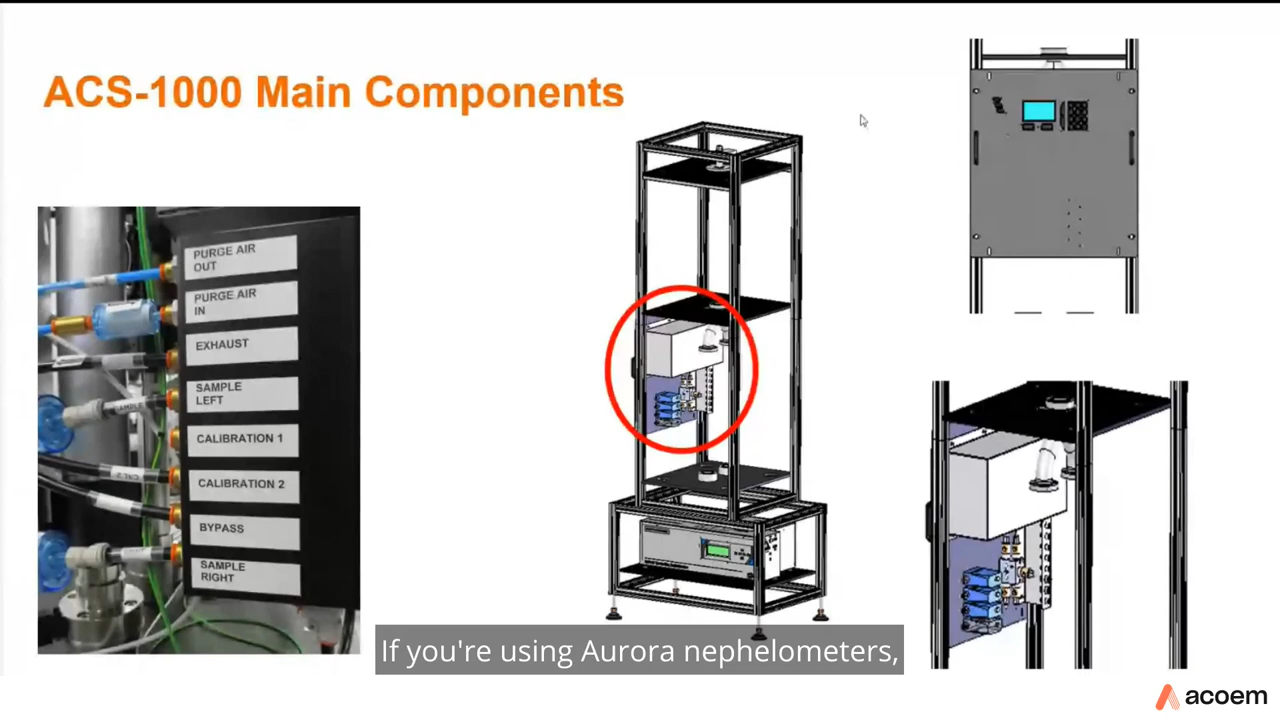 ACS-1000 Main Components
PURGE AIR
OUT
PURGE AIR
IN
EXHAUST
SAMPLE
LEFT
CALIBRATION 1
CALIBRATION 2
BYPASS
SAMPLE
RIGHT
If you're using Aurora nephelometers,
acoem